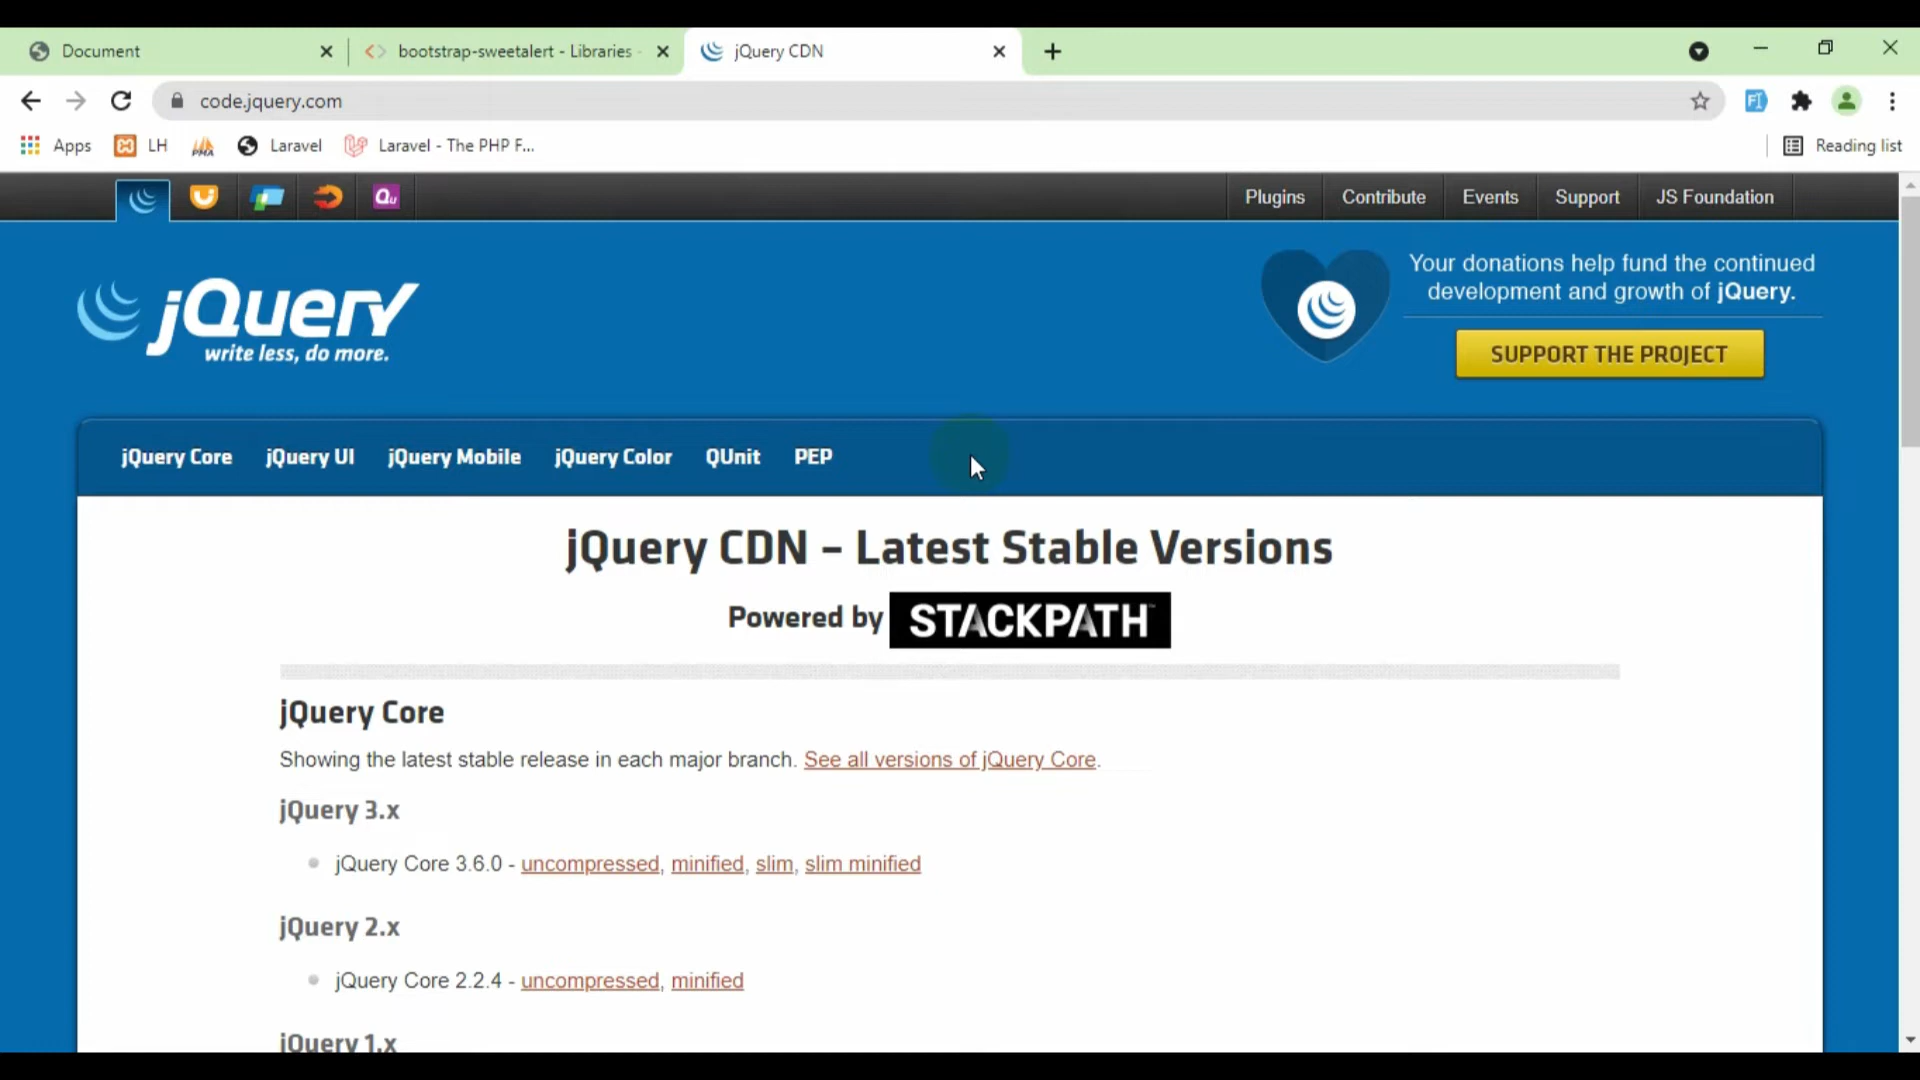 Document
bootstrap-sweetalert - Libraries -
jQuery CDN
code.jquery.com
Apps
LH
PMA
Laravel
Laravel - The PHP F...
Reading list
Qu
Plugins
Contribute
Events
Support
JS Foundation
jQuery
write less, do more.
Your donations help fund the continued
development and growth of jQuery.
SUPPORT THE PROJECT
jQuery Core
jQuery UI
jQuery Mobile
jQuery Color
QUnit
PEP
jQuery CDN – Latest Stable Versions
Powered by STACKPATH™
jQuery Core
Showing the latest stable release in each major branch. See all versions of jQuery Core.
jQuery 3.x
jQuery Core 3.6.0 - uncompressed, minified, slim, slim minified
jQuery 2.x
jQuery Core 2.2.4 - uncompressed, minified
jQuery 1.x